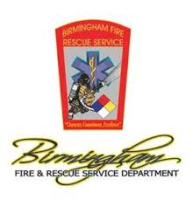 BIRMINGHAM FIRE
RESCUE SERVICE
Birmingham
FIRE & RESCUE SERVICE DEPARTMENT